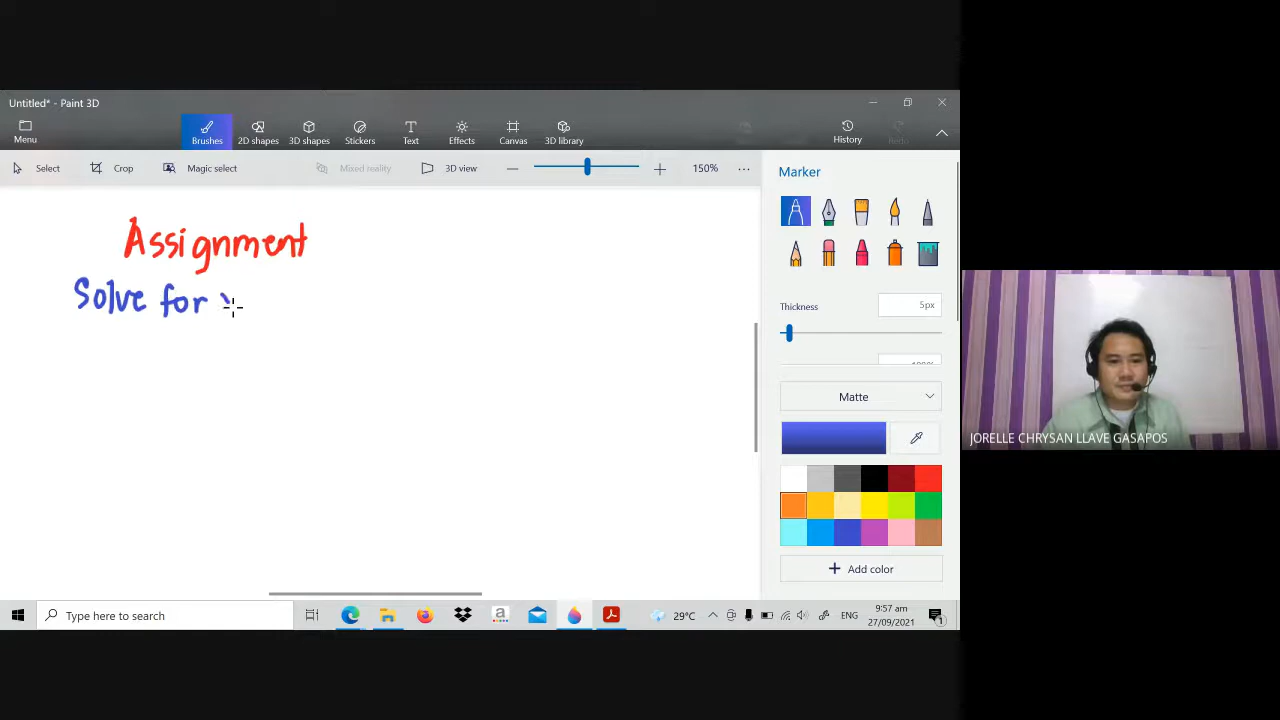 Untitled* - Paint 3D
Menu
Brushes
2D shapes
3D shapes
Stickers
Text
Effects
Canvas
3D library
History
Redo
Select
Crop
Magic select
Mixed reality
3D view
150%
Marker
Assignment
Solve for
Thickness
5px
Matte
JORELLE CHRYSAN LLAVE GASAPOS
Add color
Type here to search
29°C
ENG
9:57 am
27/09/2021